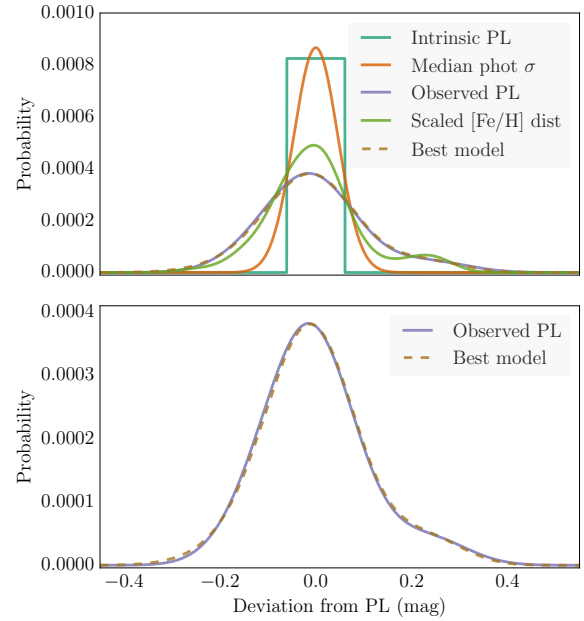 0.0010
0.0008
0.0006
0.0004
0.0002
0.0000
Probability
Intrinsic PL
Median phot σ
Observed PL
Scaled [Fe/H] dist
Best model
0.0004
0.0003
0.0002
0.0001
0.0000
Probability
Observed PL
Best model
−0.4 −0.2 0.0 0.2 0.4
Deviation from PL (mag)